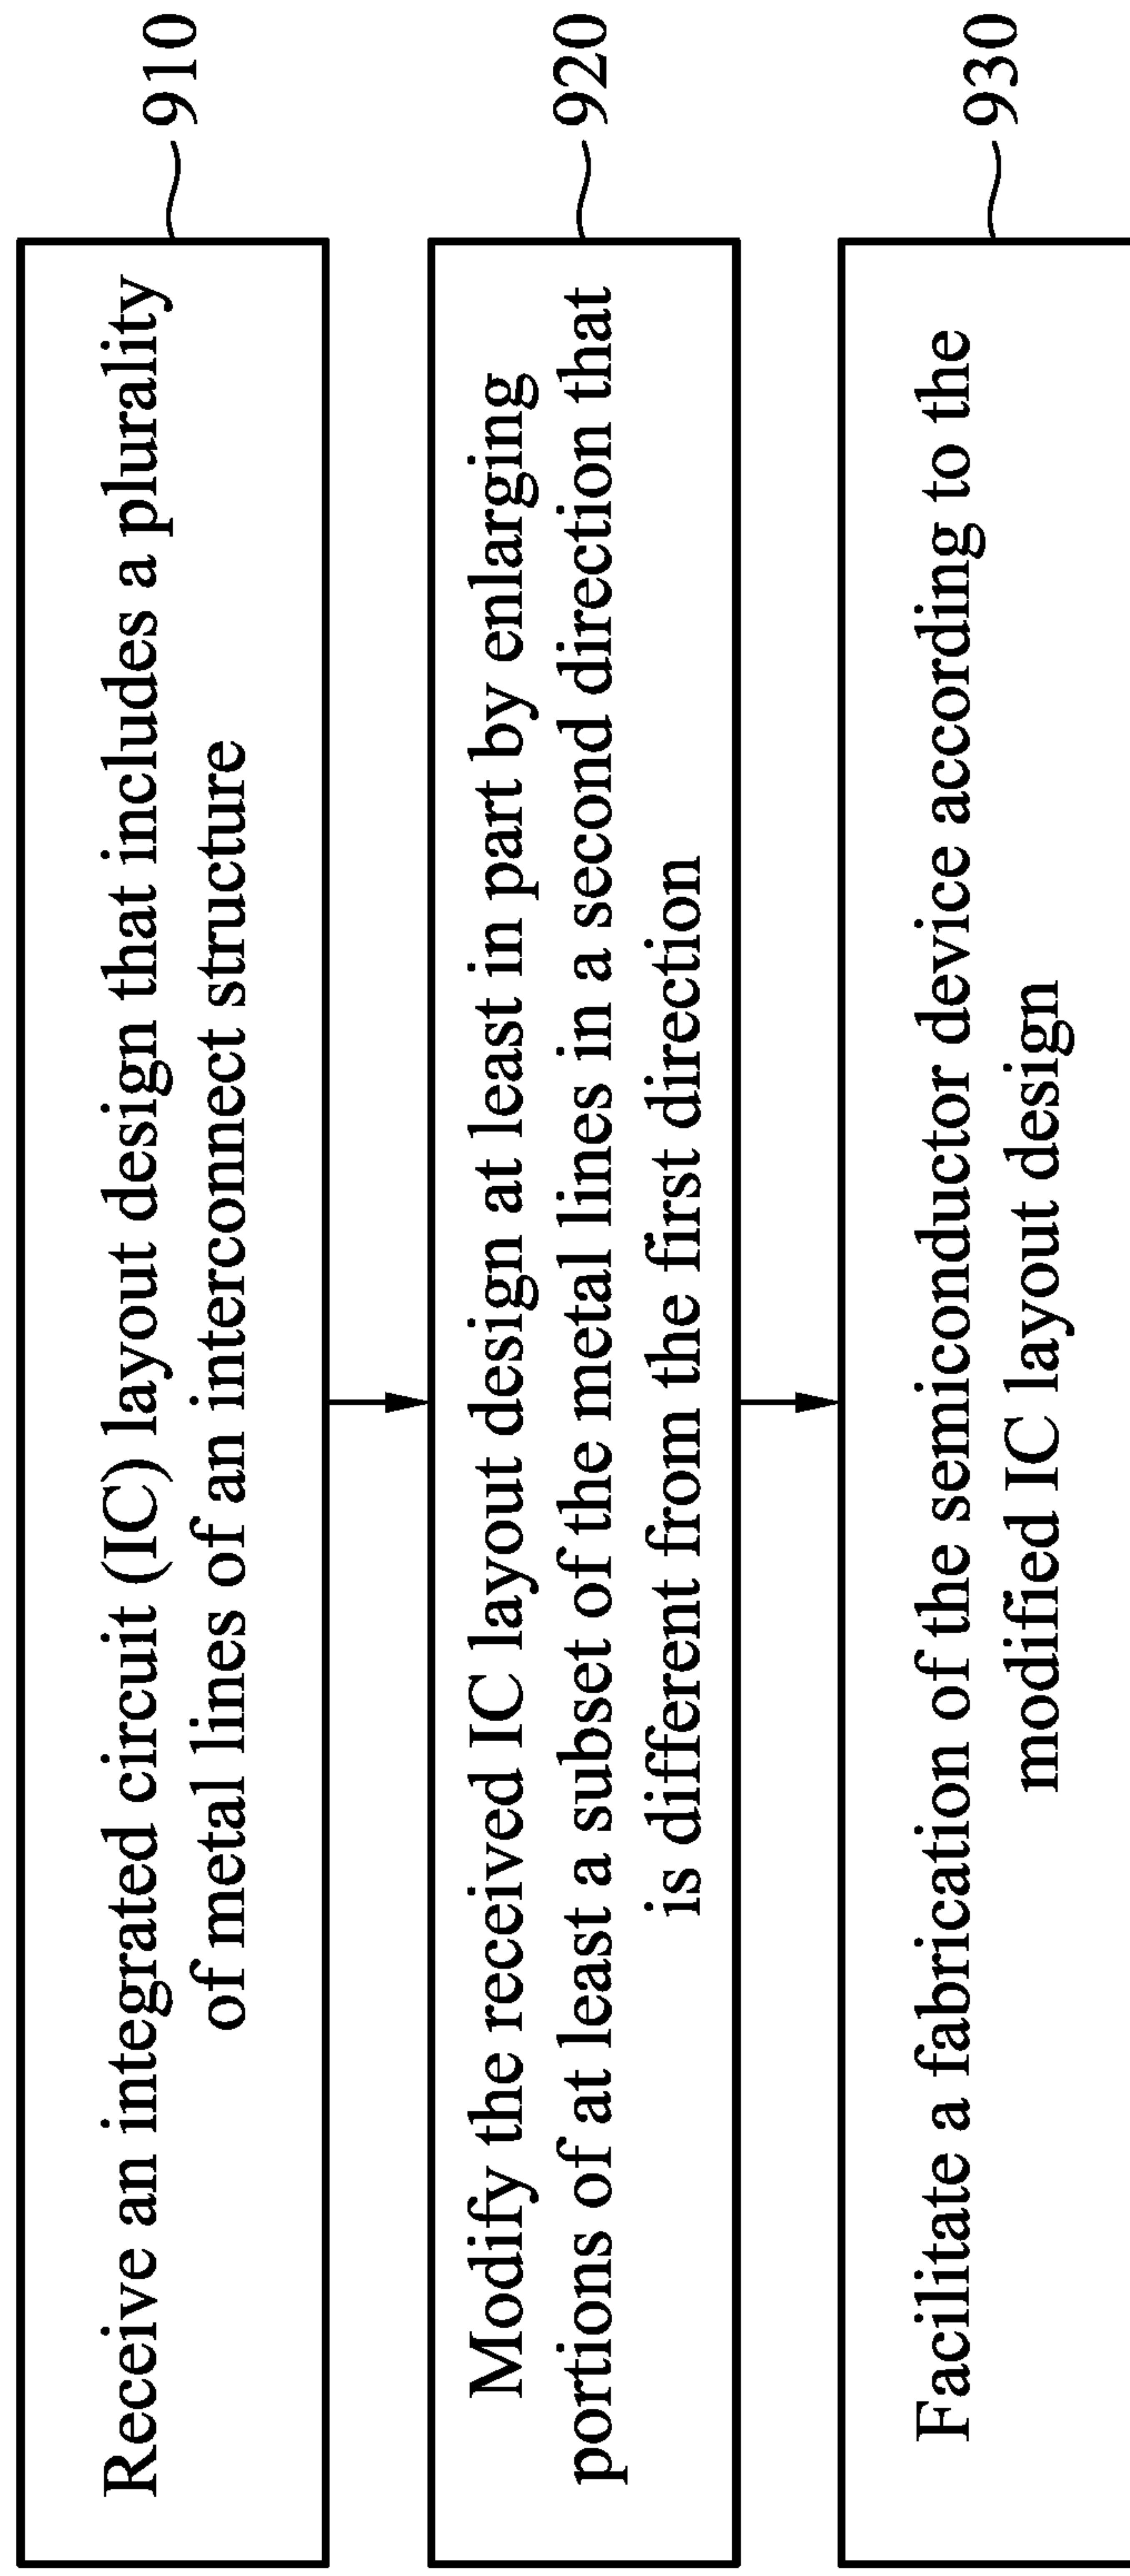 Receive an integrated circuit (IC) layout design that includes a plurality
of metal lines of an interconnect structure
910
Modify the received IC layout design at least in part by enlarging
portions of at least a subset of the metal lines in a second direction that
is different from the first direction
920
Facilitate a fabrication of the semiconductor device according to the
modified IC layout design
930